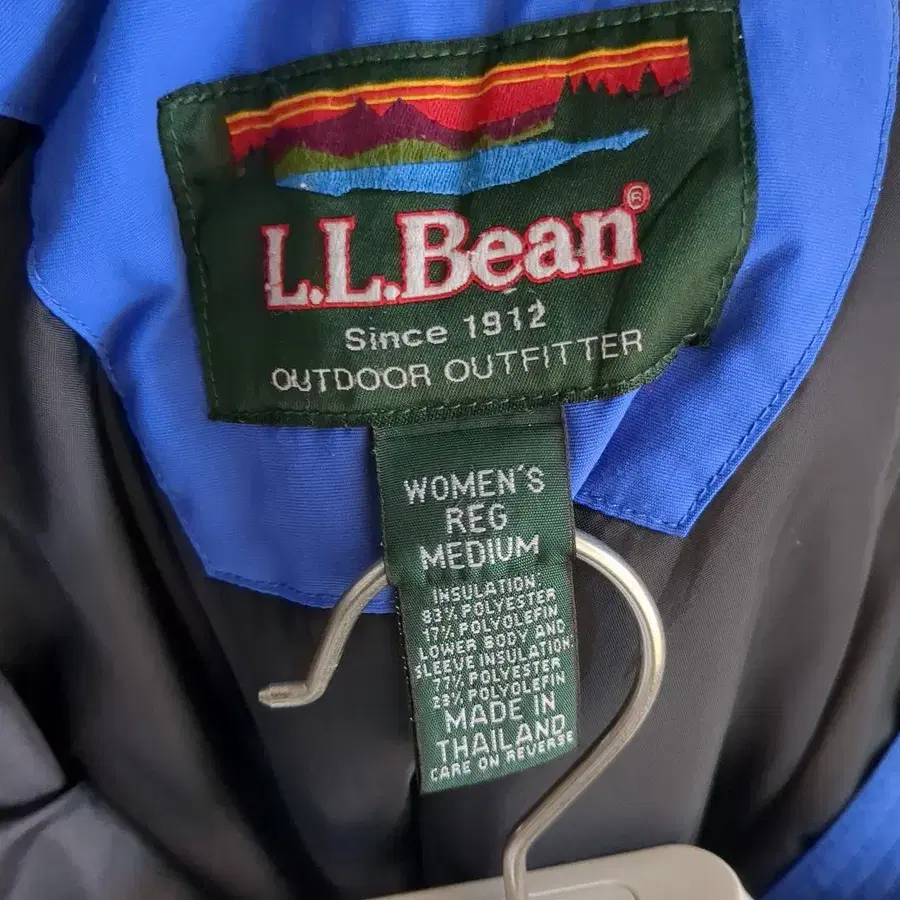 L.L.Bean®
Since 1912
OUTDOOR OUTFITTER
WOMEN'S
REG
MEDIUM
INSULATION:
83% POLYESTER
17% POLYOLEFIN
LOWER BODY AND
SLEEVE INSULATION:
77% POLYESTER
23% POLYOLEFIN
MADE IN
THAILAND
CARE ON REVERSE